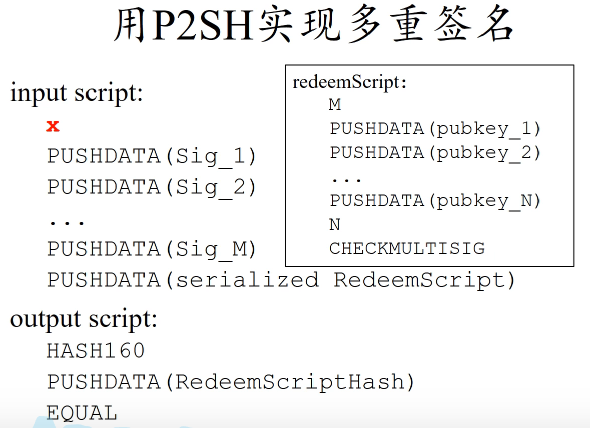 用P2SH实现多重签名
input script:
x
PUSHDATA(Sig_1)
PUSHDATA(Sig_2)
...
PUSHDATA(Sig_M)
PUSHDATA(serialized RedeemScript)
redeemScript:
M
PUSHDATA(pubkey_1)
PUSHDATA(pubkey_2)
...
PUSHDATA(pubkey_N)
N
CHECKMULTISIG
output script:
HASH160
PUSHDATA(RedeemScriptHash)
EQUAL